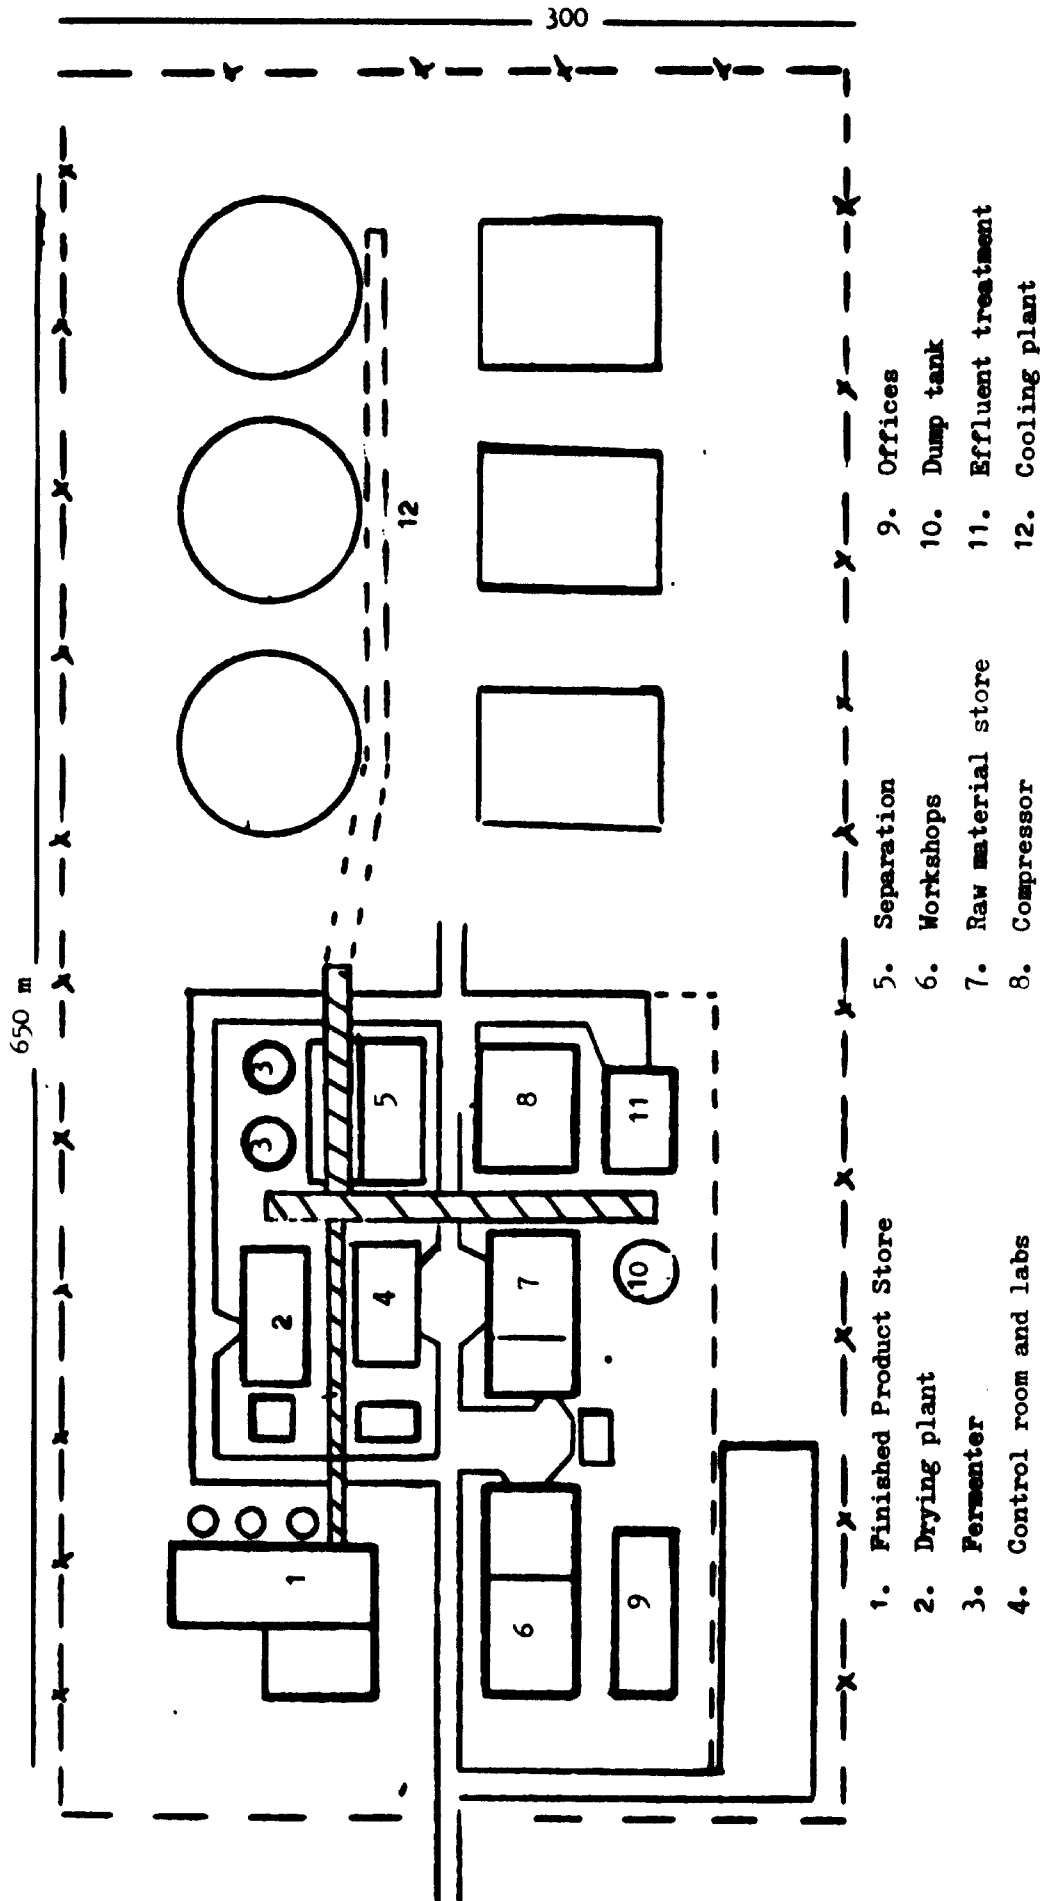 650 m
300
3
3
2
1
4
5
12
6
7
8
9
10
11
1. Finished Product Store
2. Drying plant
3. Fermenter
4. Control room and labs
5. Separation
6. Workshops
7. Raw material store
8. Compressor
9. Offices
10. Dump tank
11. Effluent treatment
12. Cooling plant